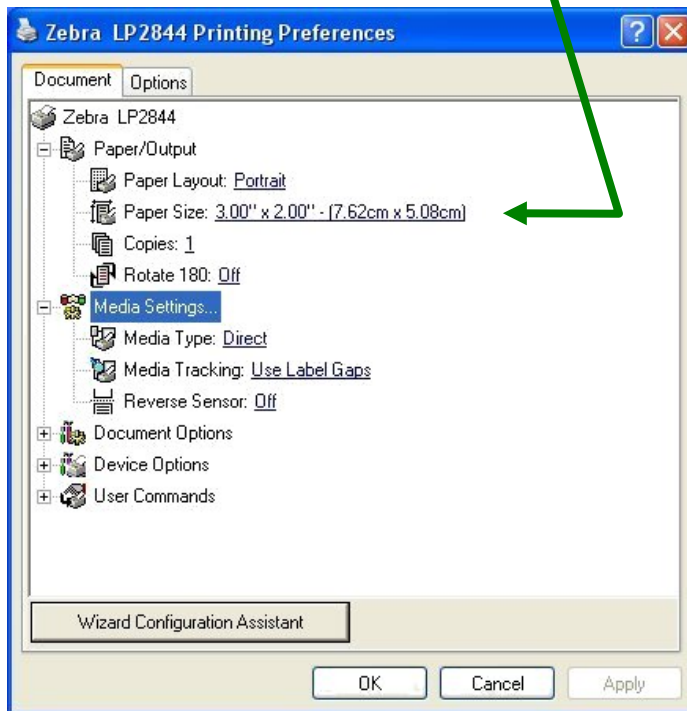 Zebra LP2844 Printing Preferences
Document Options
Zebra LP2844
Paper/Output
Paper Layout: Portrait
Paper Size: 3.00'' x 2.00'' - (7.62cm x 5.08cm)
Copies: 1
Rotate 180: Off
Media Settings...
Media Type: Direct
Media Tracking: Use Label Gaps
Reverse Sensor: Off
Document Options
Device Options
User Commands
Wizard Configuration Assistant
OK Cancel Apply